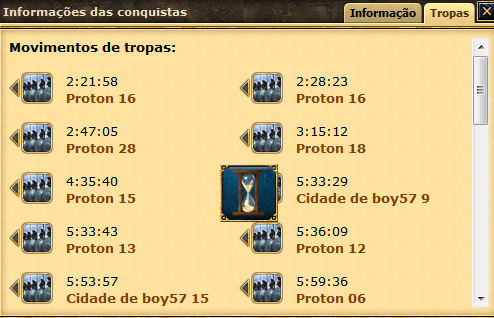 Informações das conquistas
Informação
Tropas
Movimentos de tropas:
2:21:58
Proton 16
2:28:23
Proton 16
2:47:05
Proton 28
3:15:12
Proton 18
4:35:40
Proton 15
5:33:29
Cidade de boy57 9
5:33:43
Proton 13
5:36:09
Proton 12
5:53:57
Cidade de boy57 15
5:59:36
Proton 06